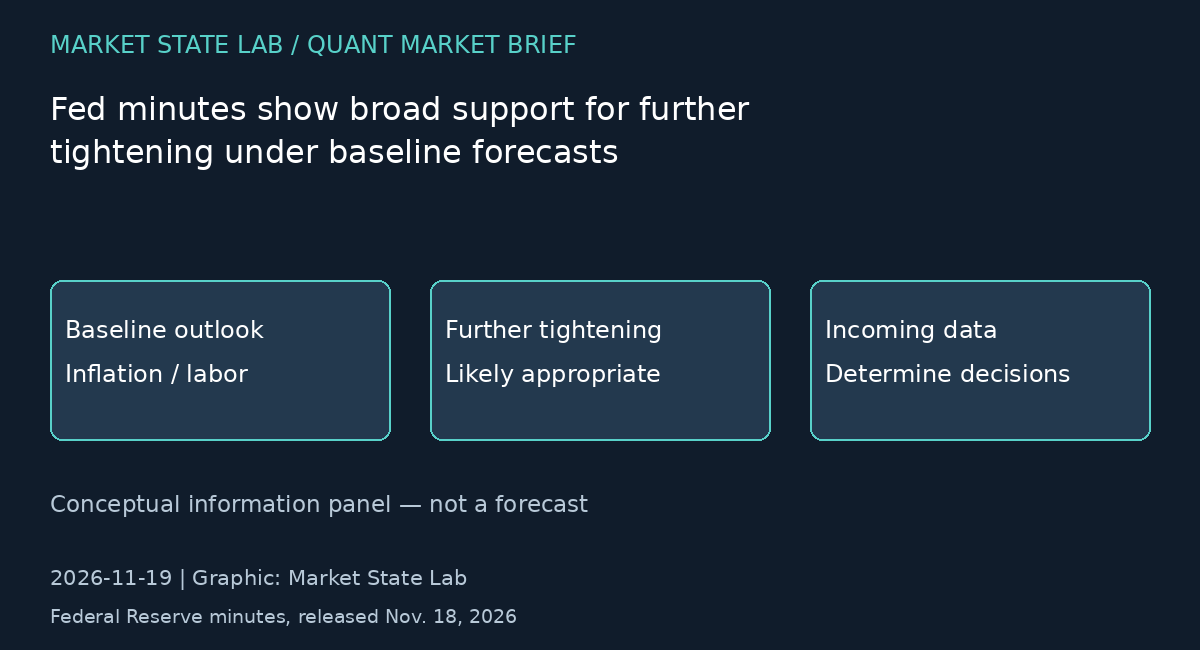 MARKET STATE LAB / QUANT MARKET BRIEF
Fed minutes show broad support for further
tightening under baseline forecasts
Baseline outlook
Inflation / labor
Further tightening
Likely appropriate
Incoming data
Determine decisions
Conceptual information panel — not a forecast
2026-11-19 | Graphic: Market State Lab
Federal Reserve minutes, released Nov. 18, 2026